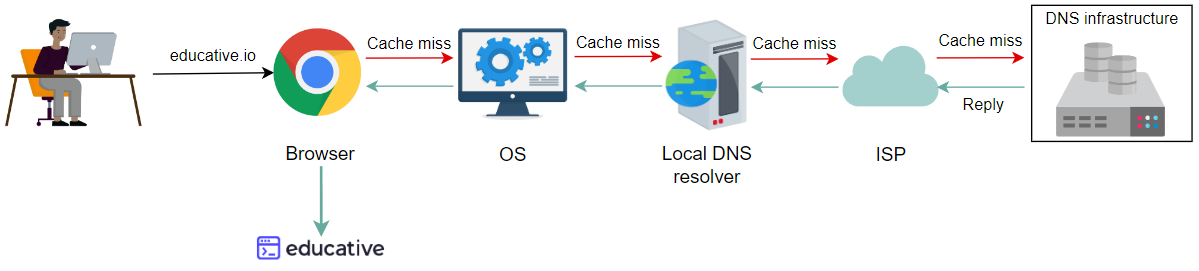 DNS infrastructure
educative.io
Cache miss
Cache miss
Cache miss
Cache miss
Reply
Browser
OS
Local DNS
resolver
ISP
educative